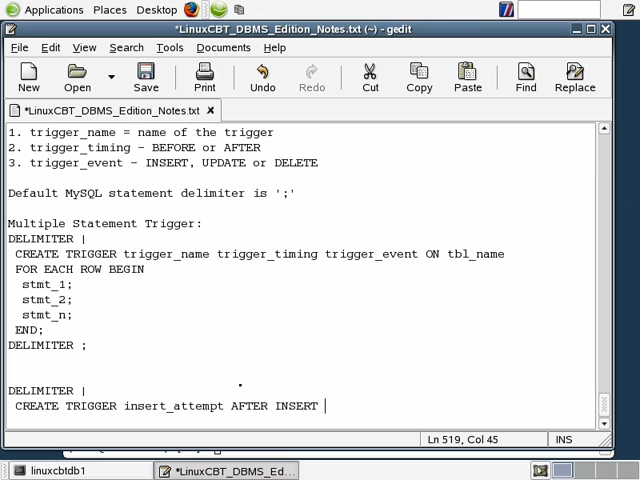 Applications Places Desktop
*LinuxCBT_DBMS_Edition_Notes.txt (~) - gedit
File Edit View Search Tools Documents Help
New Open Save Print Undo Redo Cut Copy Paste Find Replace
*LinuxCBT_DBMS_Edition_Notes.txt
1. trigger_name = name of the trigger
2. trigger_timing - BEFORE or AFTER
3. trigger_event - INSERT, UPDATE or DELETE
Default MySQL statement delimiter is ';'
Multiple Statement Trigger:
DELIMITER |
CREATE TRIGGER trigger_name trigger_timing trigger_event ON tbl_name
FOR EACH ROW BEGIN
stmt_1;
stmt_2;
stmt_n;
END;
DELIMITER ;
DELIMITER |
CREATE TRIGGER insert_attempt AFTER INSERT
Ln 519, Col 45 INS
linuxcbtdb1 *LinuxCBT_DBMS_Ed...